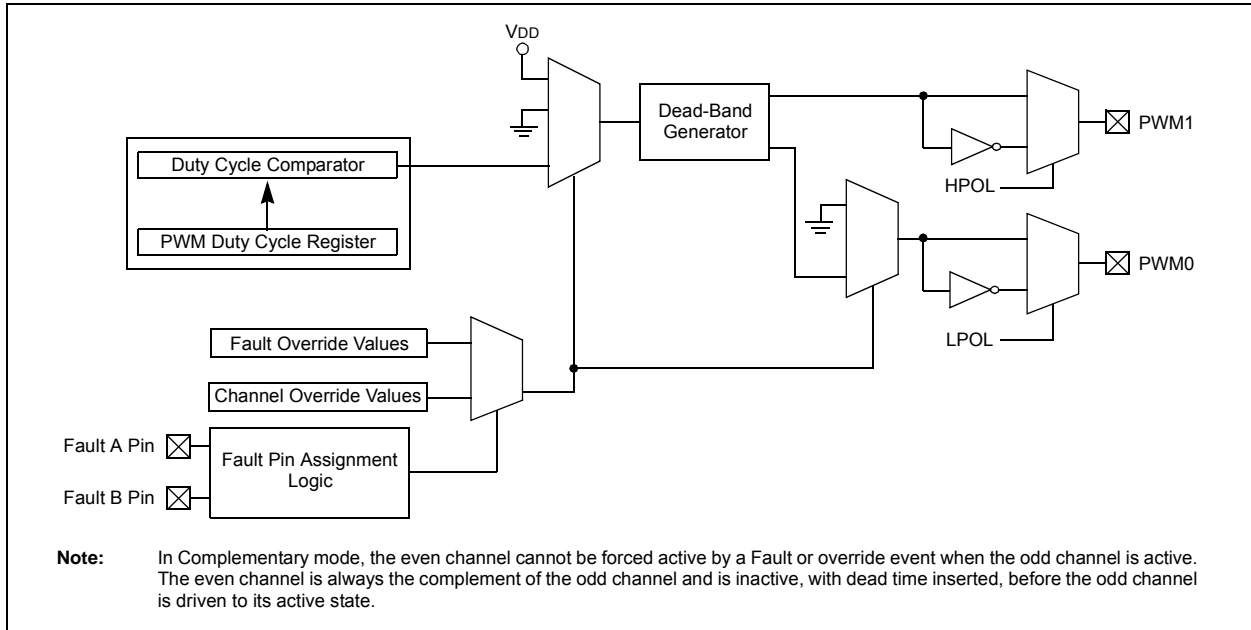 VDD
Dead-Band
Generator
PWM1
HPOL
Duty Cycle Comparator
PWM Duty Cycle Register
PWM0
LPOL
Fault Override Values
Channel Override Values
Fault A Pin
Fault B Pin
Fault Pin Assignment
Logic
Note: In Complementary mode, the even channel cannot be forced active by a Fault or override event when the odd channel is active.
The even channel is always the complement of the odd channel and is inactive, with dead time inserted, before the odd channel
is driven to its active state.